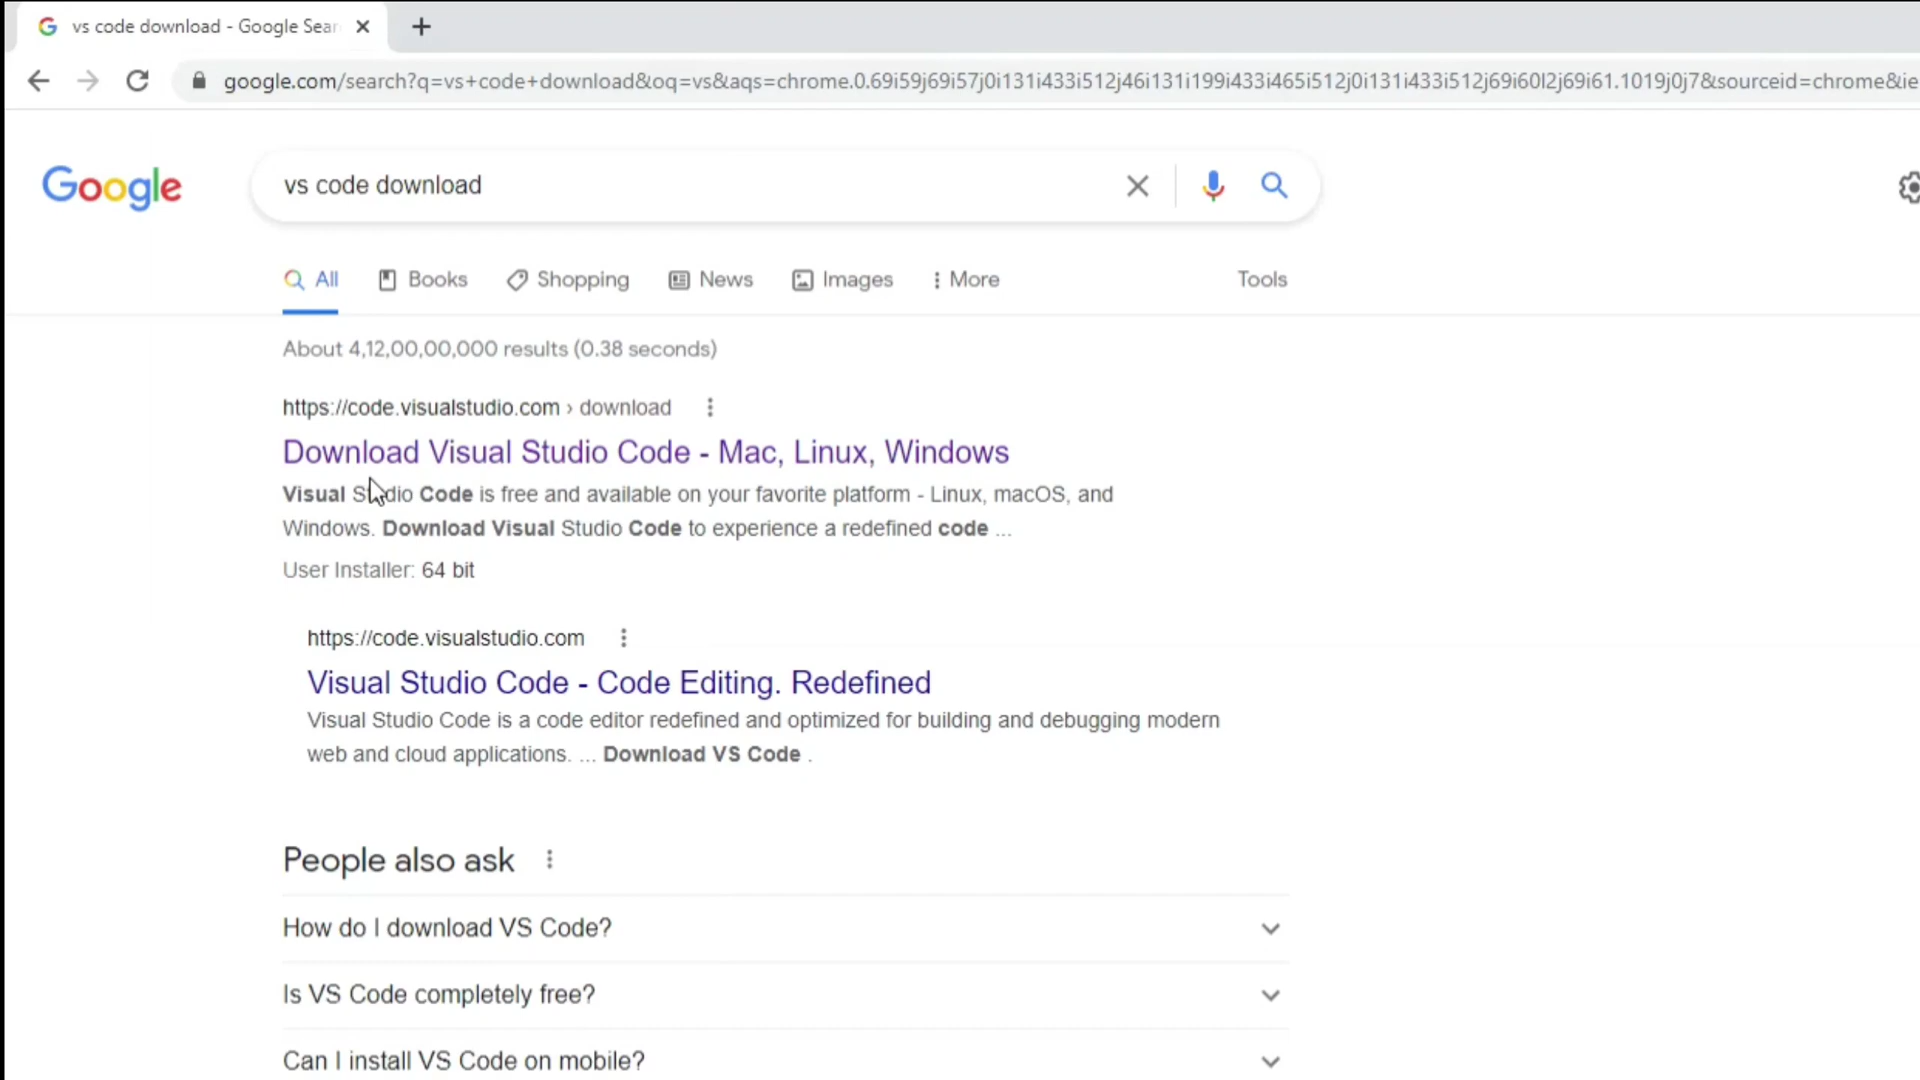 vs code download - Google Sear
google.com/search?q=vs+code+download&oq=vs&aqs=chrome.0.69i59j69i57j0i131i433i512j46i131i199i433i465i512j0i131i433i512j69i60l2j69i61.1019j0j7&sourceid=chrome&ie
Google
vs code download
All Books Shopping News Images More Tools
About 4,12,00,00,000 results (0.38 seconds)
https://code.visualstudio.com › download
Download Visual Studio Code - Mac, Linux, Windows
Visual Studio Code is free and available on your favorite platform - Linux, macOS, and
Windows. Download Visual Studio Code to experience a redefined code ...
User Installer: 64 bit
https://code.visualstudio.com
Visual Studio Code - Code Editing. Redefined
Visual Studio Code is a code editor redefined and optimized for building and debugging modern
web and cloud applications. ... Download VS Code .
People also ask
How do I download VS Code?
Is VS Code completely free?
Can I install VS Code on mobile?